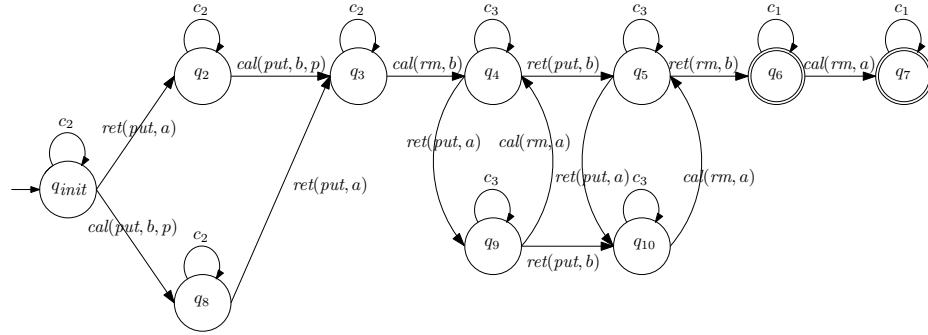 c₂ c₂ c₃ c₃ c₁ c₁
q₂ cal(put, b, p) q₃ cal(rm, b) q₄ ret(put, b) q₅ ret(rm, b) q₆ cal(rm, a) q₇
c₂ ret(put, a)
ret(put, a) cal(rm, a)
c₃ ret(put, a) c₃ cal(rm, a)
q_init ret(put, a)
cal(put, b, p) c₂
q₉ q₁₀
ret(put, b)
q₈